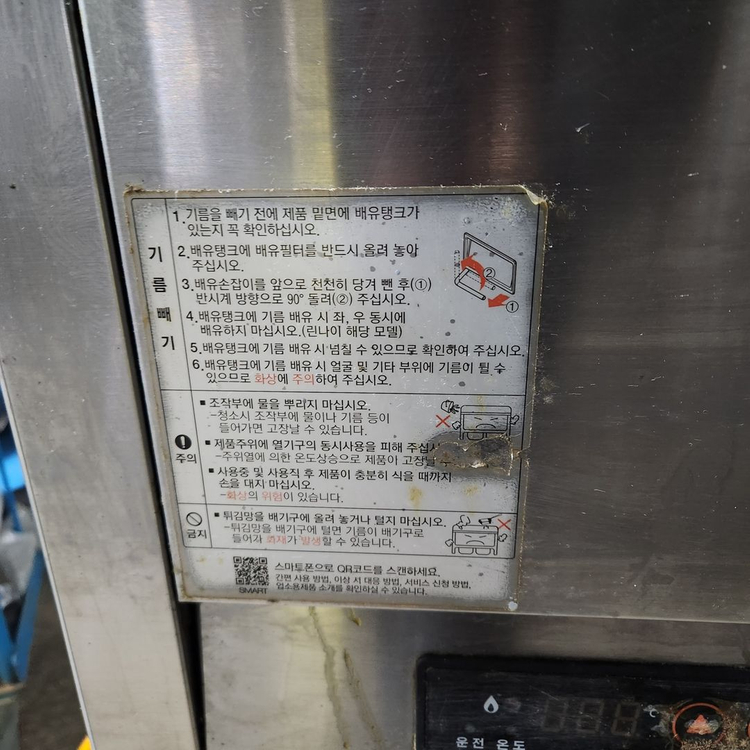 기름빼기
1. 기름을 빼기 전에 제품 밑면에 배유탱크가
있는지 꼭 확인하십시오.
2. 배유탱크에 배유필터를 반드시 올려 놓아
주십시오.
3. 배유손잡이를 앞으로 천천히 당겨 뺀 후(①)
반시계 방향으로 90° 돌려(②) 주십시오.
4. 배유탱크에 기름 배유 시 좌, 우 동시에
배유하지 마십시오.(린나이 해당 모델)
5. 배유탱크에 기름 배유 시 넘칠 수 있으므로 확인하여 주십시오.
6. 배유탱크에 기름 배유 시 얼굴 및 기타 부위에 기름이 튈 수
있으므로 화상에 주의하여 주십시오.
②
①
주의
■ 조작부에 물을 뿌리지 마십시오.
-청소시 조작부에 물이나 기름 등이
들어가면 고장날 수 있습니다.
■ 제품주위에 열기구의 동시사용을 피해 주십시
-주위열에 의한 온도상승으로 제품이 고장날 수
■ 사용중 및 사용직 후 제품이 충분히 식을 때까지
손을 대지 마십시오.
-화상의 위험이 있습니다.
금지
■ 튀김망을 배기구에 올려 놓거나 털지 마십시오.
-튀김망을 배기구에 털면 기름이 배기구로
들어가 화재가 발생할 수 있습니다.
스마트폰으로 QR코드를 스캔하세요.
간편 사용 방법, 이상 시 대응 방법, 서비스 신청 방법,
업소용제품 소개를 확인하실 수 있습니다.
SMART
℃
운전 온도